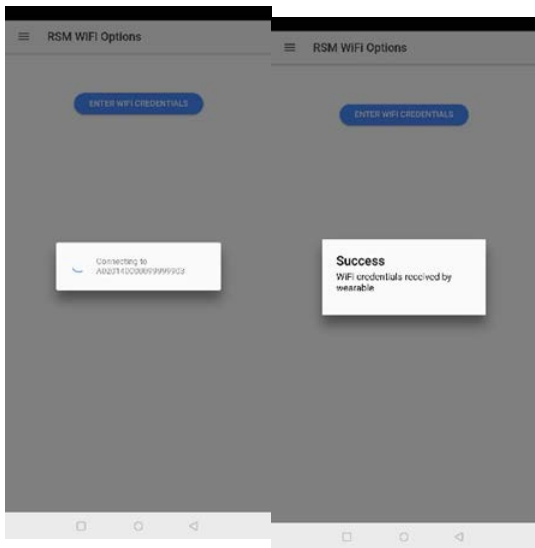 RSM WiFi Options
ENTER WIFI CREDENTIALS
Connecting to
RSM WiFi Options
ENTER WIFI CREDENTIALS
Success
WiFi credentials received by
wearable